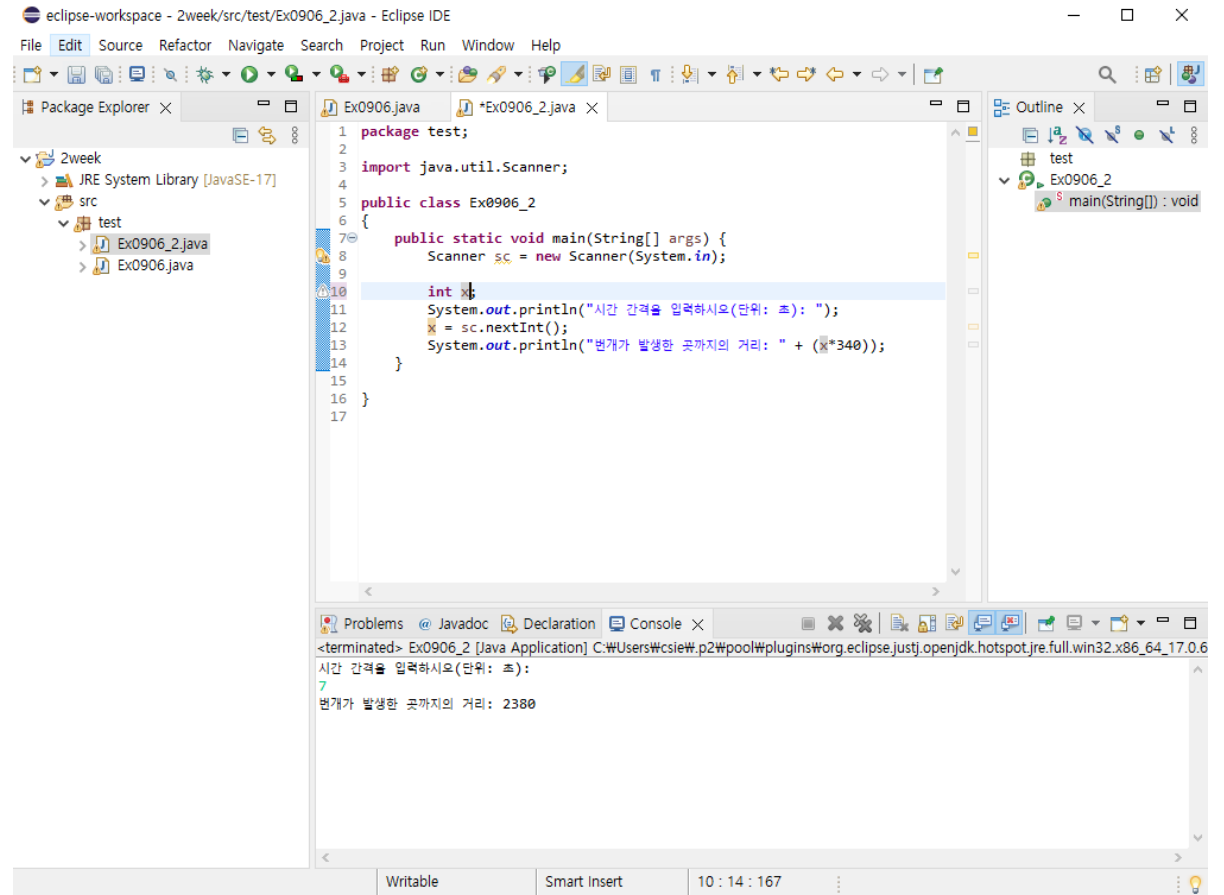 eclipse-workspace - 2week/src/test/Ex0906_2.java - Eclipse IDE
File Edit Source Refactor Navigate Search Project Run Window Help
Package Explorer
2week
JRE System Library [JavaSE-17]
src
test
Ex0906_2.java
Ex0906.java
Ex0906.java *Ex0906_2.java
1 package test;
2
3 import java.util.Scanner;
4
5 public class Ex0906_2
6 {
7 public static void main(String[] args) {
8 Scanner sc = new Scanner(System.in);
9
10 int x;
11 System.out.println("시간 간격을 입력하시오(단위: 초): ");
12 x = sc.nextInt();
13 System.out.println("번개가 발생한 곳까지의 거리: " + (x*340));
14 }
15
16 }
17
Outline
test
Ex0906_2
main(String[]) : void
Problems Javadoc Declaration Console
<terminated> Ex0906_2 [Java Application] C:₩Users₩csie₩.p2₩pool₩plugins₩org.eclipse.justj.openjdk.hotspot.jre.full.win32.x86_64_17.0.6
시간 간격을 입력하시오(단위: 초):
7
번개가 발생한 곳까지의 거리: 2380
Writable Smart Insert 10 : 14 : 167